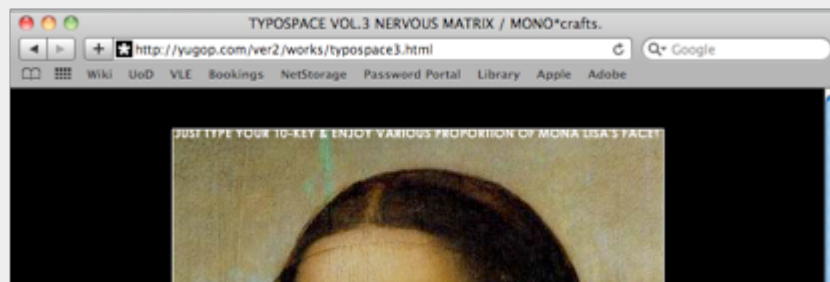 TYPOSPACE VOL.3 NERVOUS MATRIX / MONO*crafts.
http://yugop.com/ver2/works/typospace3.html
Google
Wiki UoD VLE Bookings NetStorage Password Portal Library Apple Adobe
JUST TYPE YOUR 10-KEY & ENJOY VARIOUS PROPORTION OF MONA LISA'S FACE!